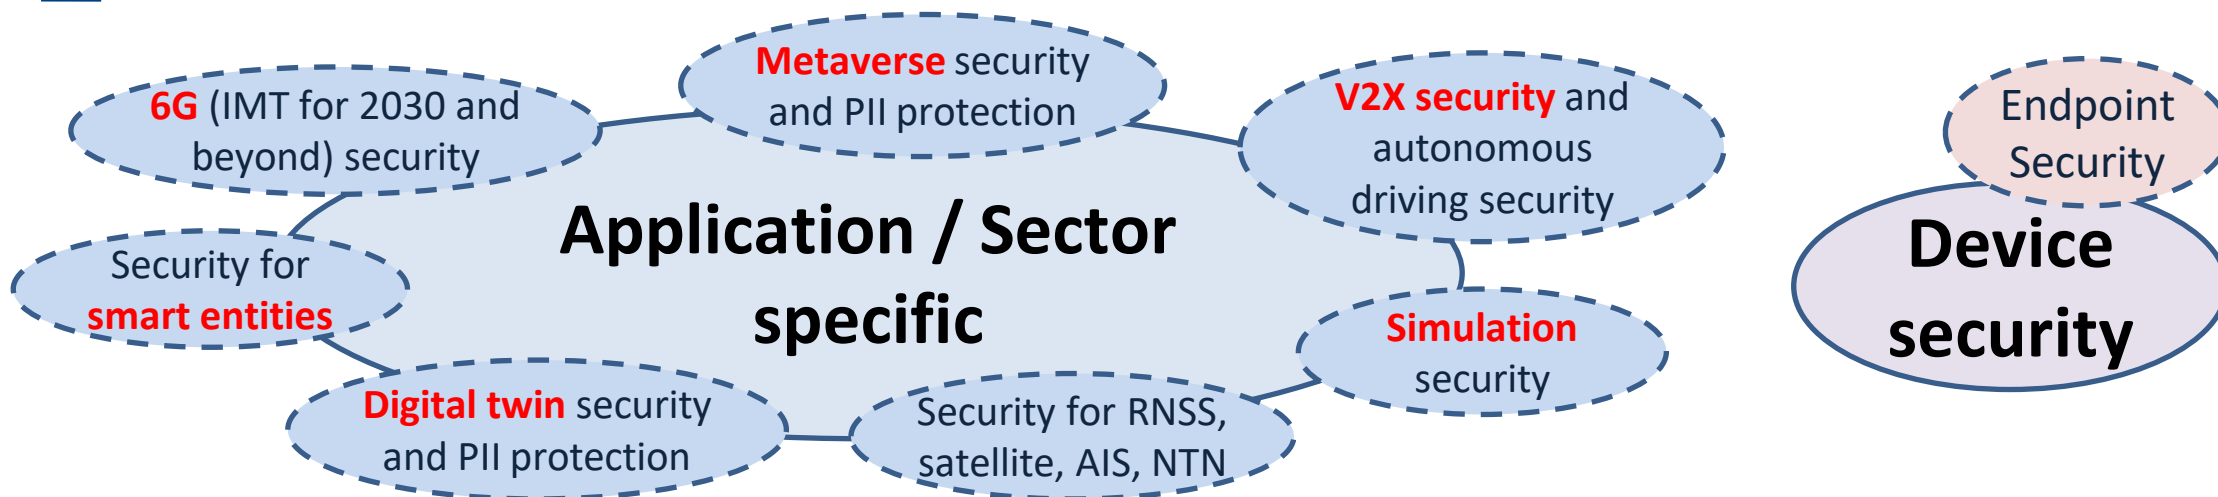 Metaverse security
and PII protection
6G (IMT for 2030 and
beyond) security
V2X security and
autonomous
driving security
Endpoint
Security
Application / Sector
specific
Device
security
Security for
smart entities
Simulation
security
Digital twin security
and PII protection
Security for RNSS,
satellite, AIS, NTN